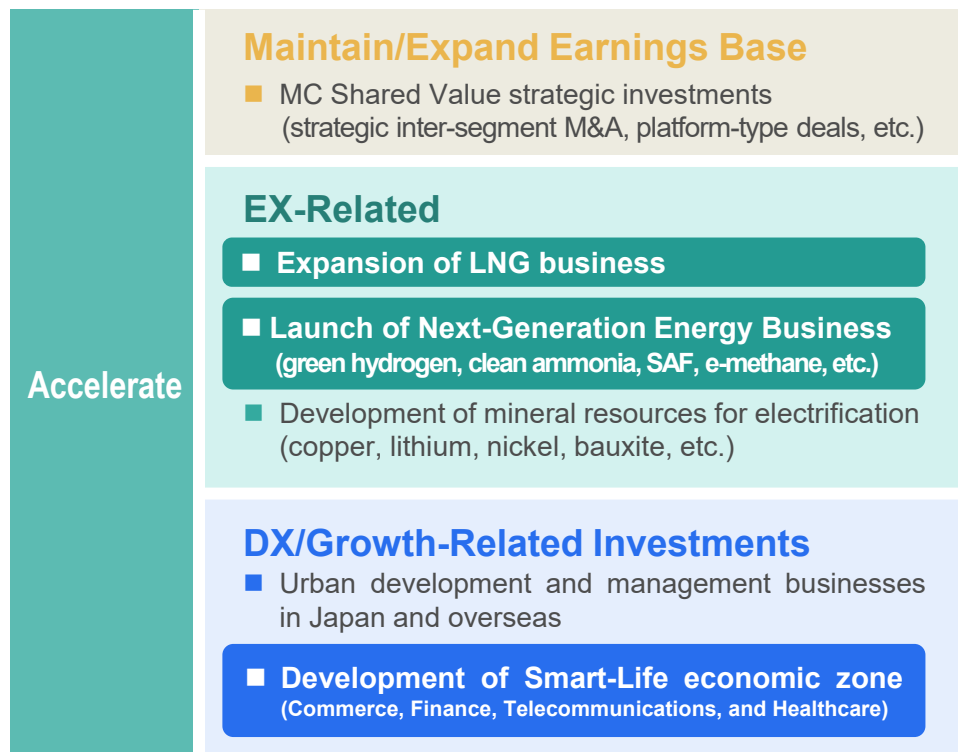 Accelerate
Maintain/Expand Earnings Base
■ MC Shared Value strategic investments
(strategic inter-segment M&A, platform-type deals, etc.)
EX-Related
■ Expansion of LNG business
■ Launch of Next-Generation Energy Business
(green hydrogen, clean ammonia, SAF, e-methane, etc.)
■ Development of mineral resources for electrification
(copper, lithium, nickel, bauxite, etc.)
DX/Growth-Related Investments
■ Urban development and management businesses
in Japan and overseas
■ Development of Smart-Life economic zone
(Commerce, Finance, Telecommunications, and Healthcare)